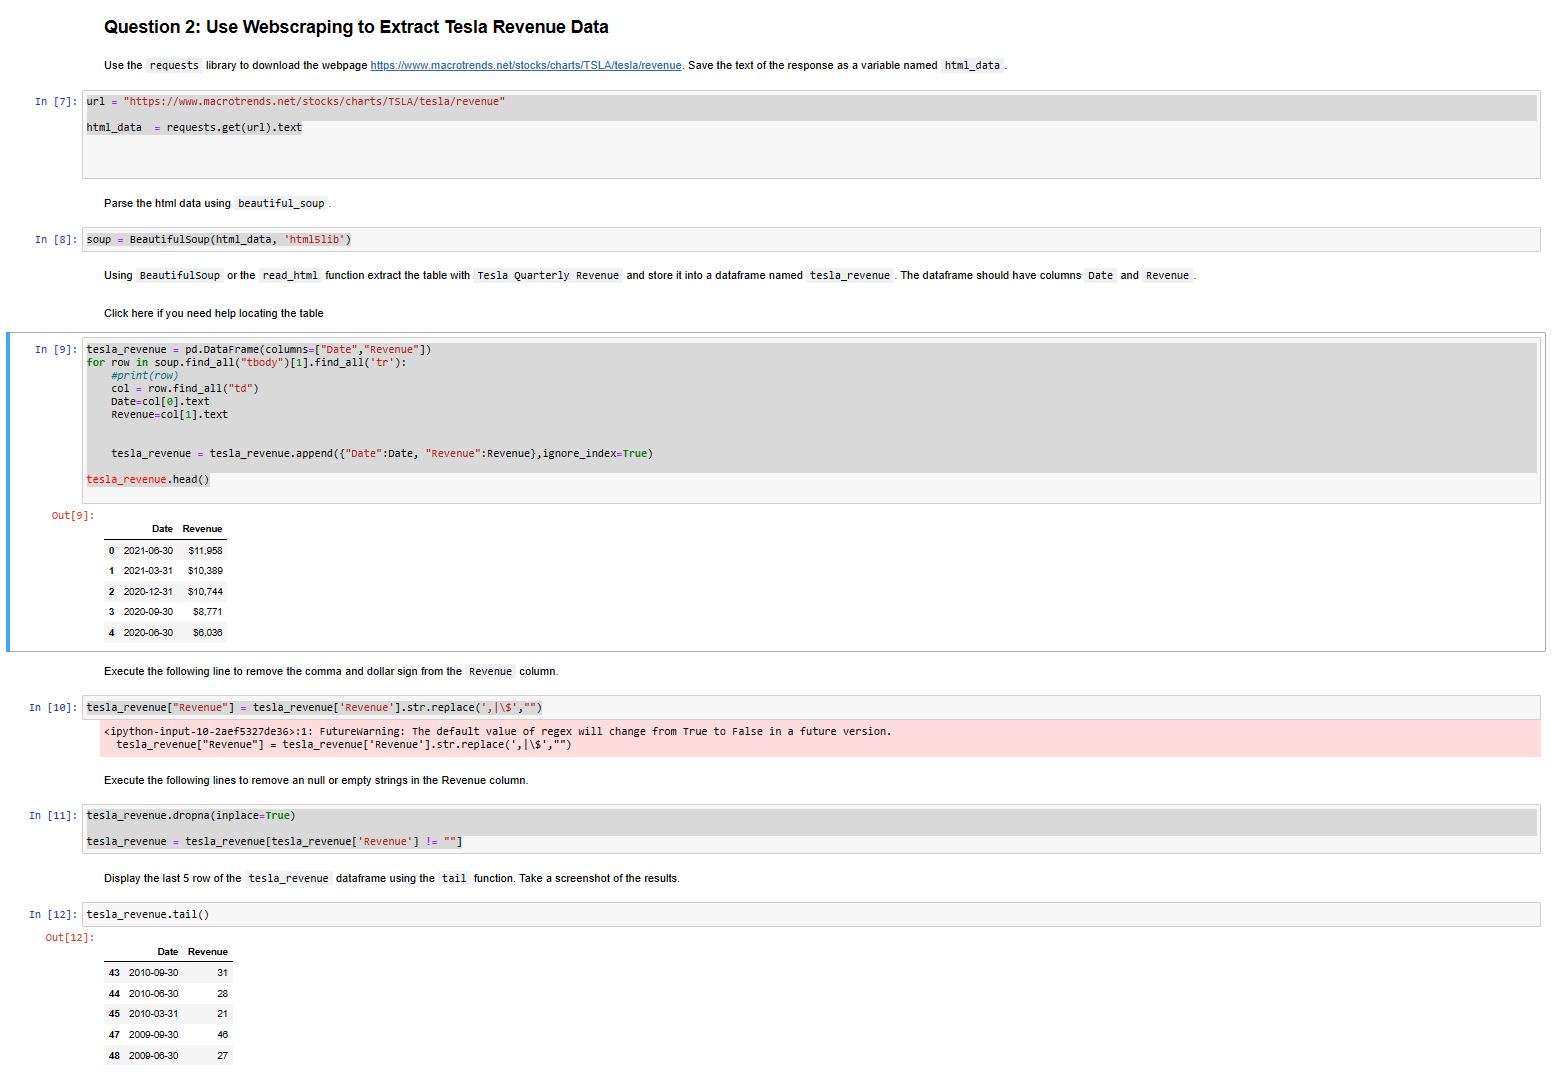 Question 2: Use Webscraping to Extract Tesla Revenue Data
Use the requests library to download the webpage https://www.macrotrends.net/stocks/charts/TSLA/tesla/revenue. Save the text of the response as a variable named html_data .
In [7]: url = "https://www.macrotrends.net/stocks/charts/TSLA/tesla/revenue"
html_data  = requests.get(url).text
Parse the html data using beautiful_soup .
In [8]: soup = BeautifulSoup(html_data, 'html5lib')
Using BeautifulSoup or the read_html function extract the table with Tesla Quarterly Revenue and store it into a dataframe named tesla_revenue . The dataframe should have columns Date and Revenue .
Click here if you need help locating the table
In [9]: tesla_revenue = pd.DataFrame(columns=["Date","Revenue"])
for row in soup.find_all("tbody")[1].find_all('tr'):
    #print(row)
    col = row.find_all("td")
    Date=col[0].text
    Revenue=col[1].text
    tesla_revenue = tesla_revenue.append({"Date":Date, "Revenue":Revenue},ignore_index=True)
tesla_revenue.head()
Out[9]:
Date Revenue
0 2021-06-30 $11,958
1 2021-03-31 $10,389
2 2020-12-31 $10,744
3 2020-09-30 $8,771
4 2020-06-30 $6,036
Execute the following line to remove the comma and dollar sign from the Revenue column.
In [10]: tesla_revenue["Revenue"] = tesla_revenue['Revenue'].str.replace(',|\$',"")
<ipython-input-10-2aef5327de36>:1: FutureWarning: The default value of regex will change from True to False in a future version.
  tesla_revenue["Revenue"] = tesla_revenue['Revenue'].str.replace(',|\$',"")
Execute the following lines to remove an null or empty strings in the Revenue column.
In [11]: tesla_revenue.dropna(inplace=True)
tesla_revenue = tesla_revenue[tesla_revenue['Revenue'] != ""]
Display the last 5 row of the tesla_revenue dataframe using the tail function. Take a screenshot of the results.
In [12]: tesla_revenue.tail()
Out[12]:
Date Revenue
43 2010-09-30 31
44 2010-06-30 28
45 2010-03-31 21
47 2009-09-30 46
48 2009-06-30 27